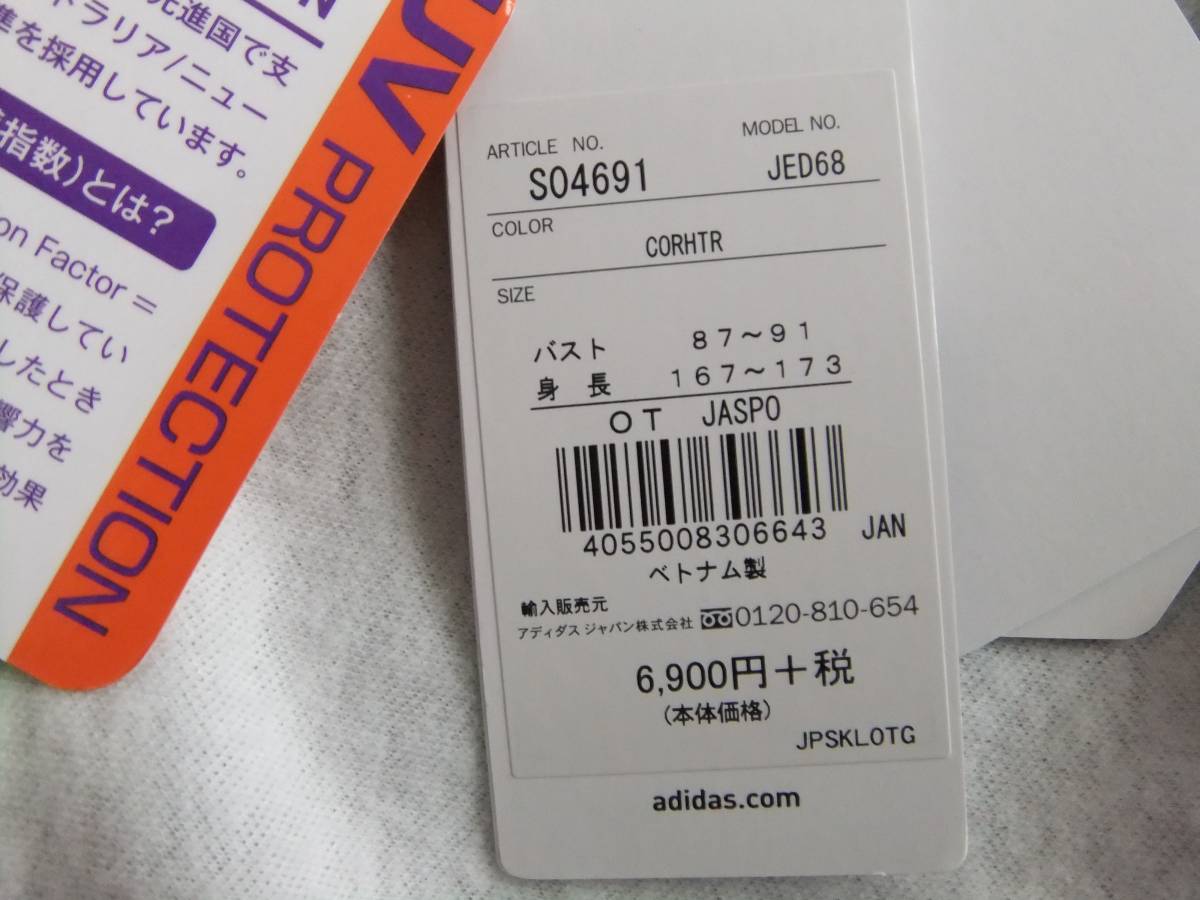 先進国で支
トラリア/ニュー
準を採用しています。
指数)とは?
on Factor =
保護してい
したとき
響力を
効果
UV PROTECTION
ARTICLE NO. MODEL NO.
S04691 JED68
COLOR
CORHTR
SIZE
バスト 87～91
身長 167～173
OT JASPO
4055008306643 JAN
ベトナム製
輸入販売元
アディダス ジャパン株式会社 0120-810-654
6,900円+税
(本体価格)
JPSKLOTG
adidas.com